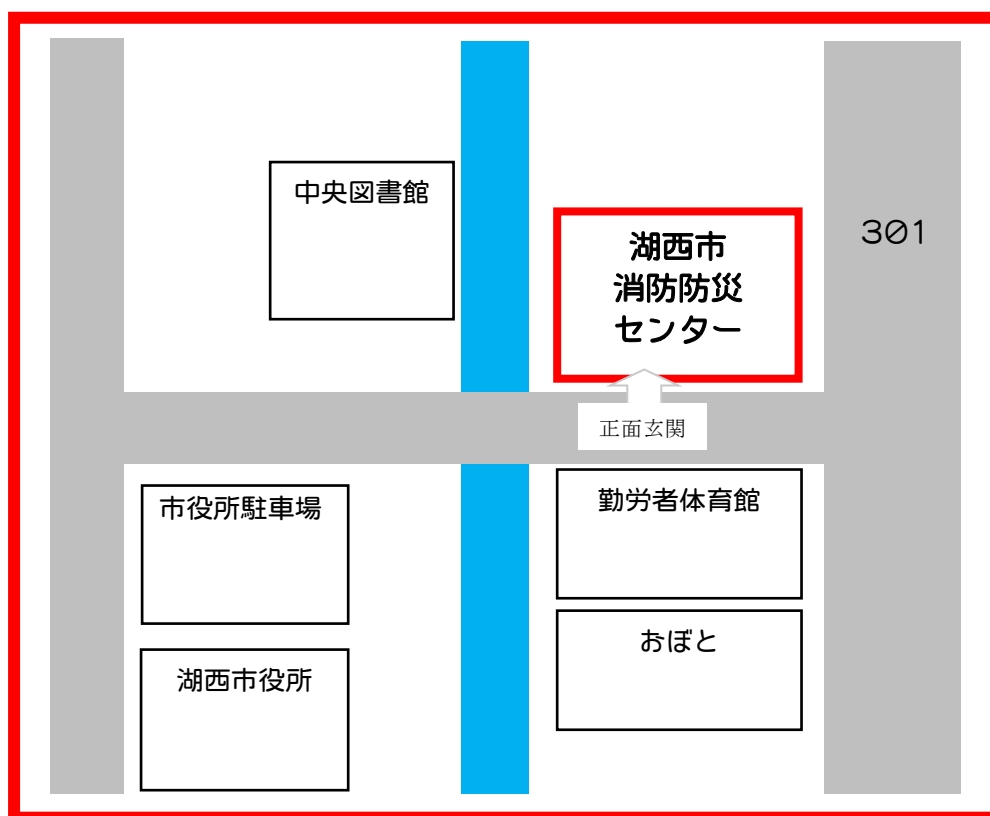 中央図書館
湖西市
消防防災
センター
301
正面玄関
市役所駐車場
勤労者体育館
おぼと
湖西市役所